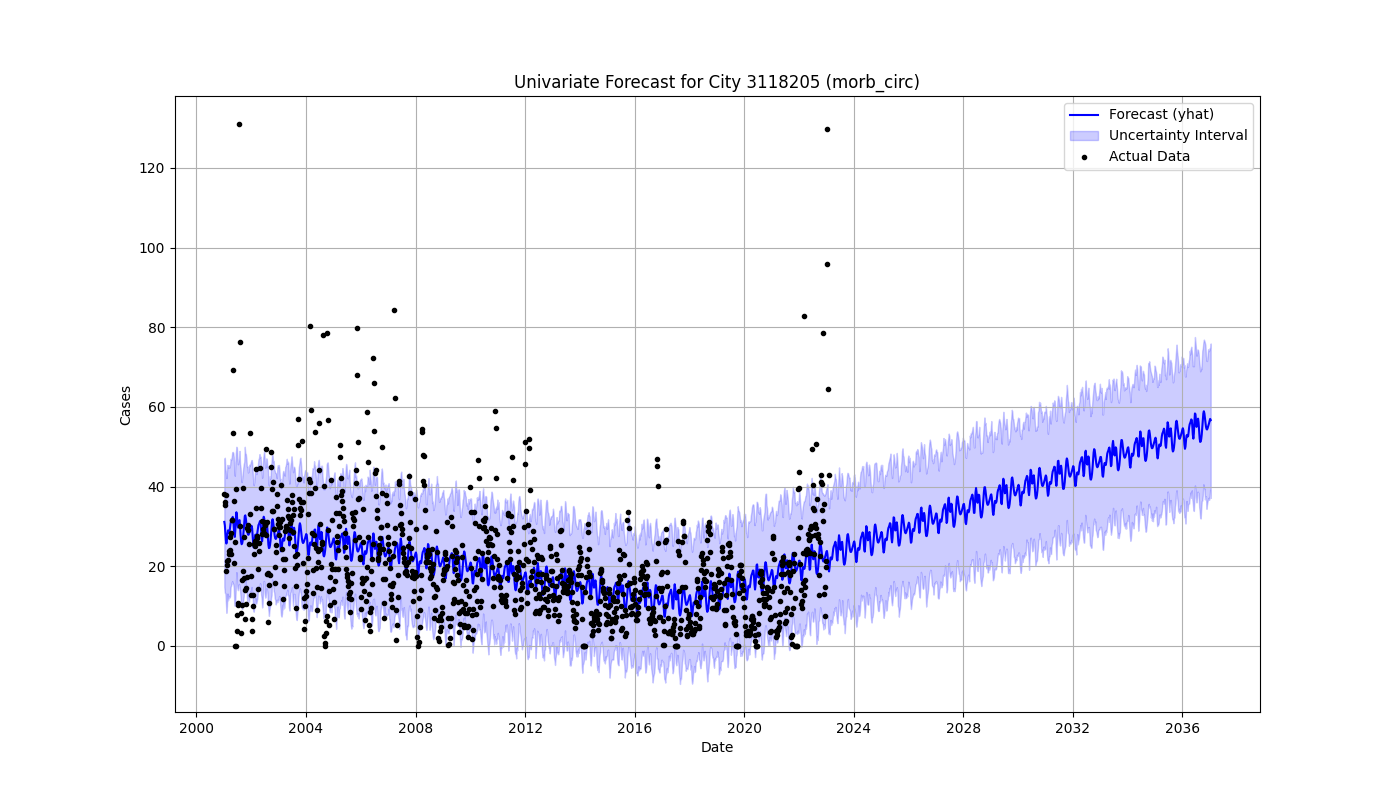 Univariate Forecast for City 3118205 (morb_circ)
Forecast (yhat)
Uncertainty Interval
Actual Data
120
100
80
60
40
20
0
Cases
2000 2004 2008 2012 2016 2020 2024 2028 2032 2036
Date